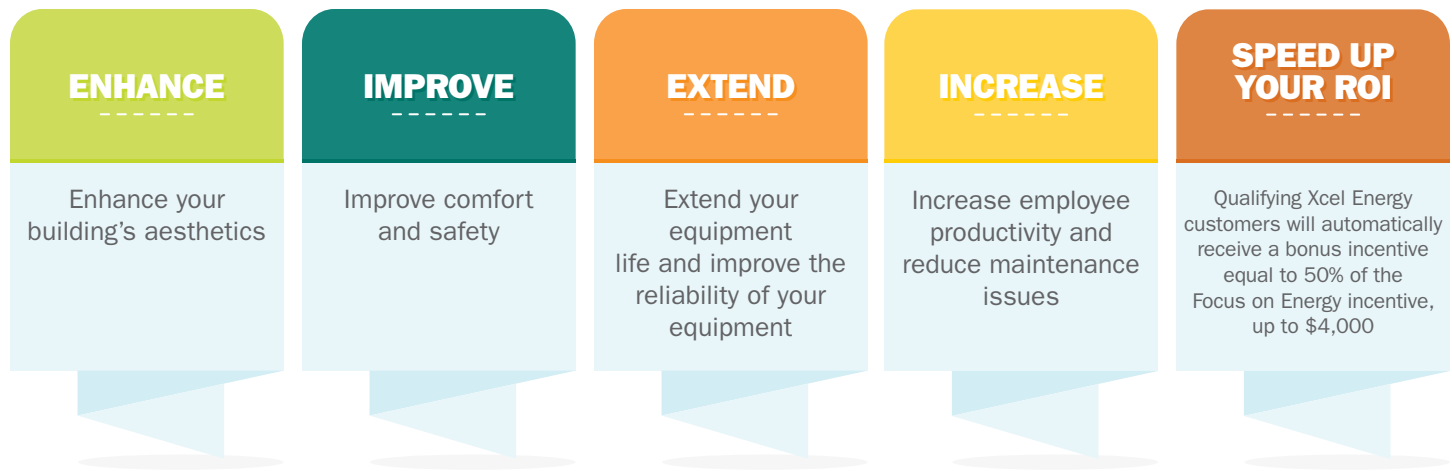 ENHANCE
Enhance your
building’s aesthetics
IMPROVE
Improve comfort
and safety
EXTEND
Extend your
equipment
life and improve the
reliability of your
equipment
INCREASE
Increase employee
productivity and
reduce maintenance
issues
SPEED UP
YOUR ROI
Qualifying Xcel Energy
customers will automatically
receive a bonus incentive
equal to 50% of the
Focus on Energy incentive,
up to $4,000